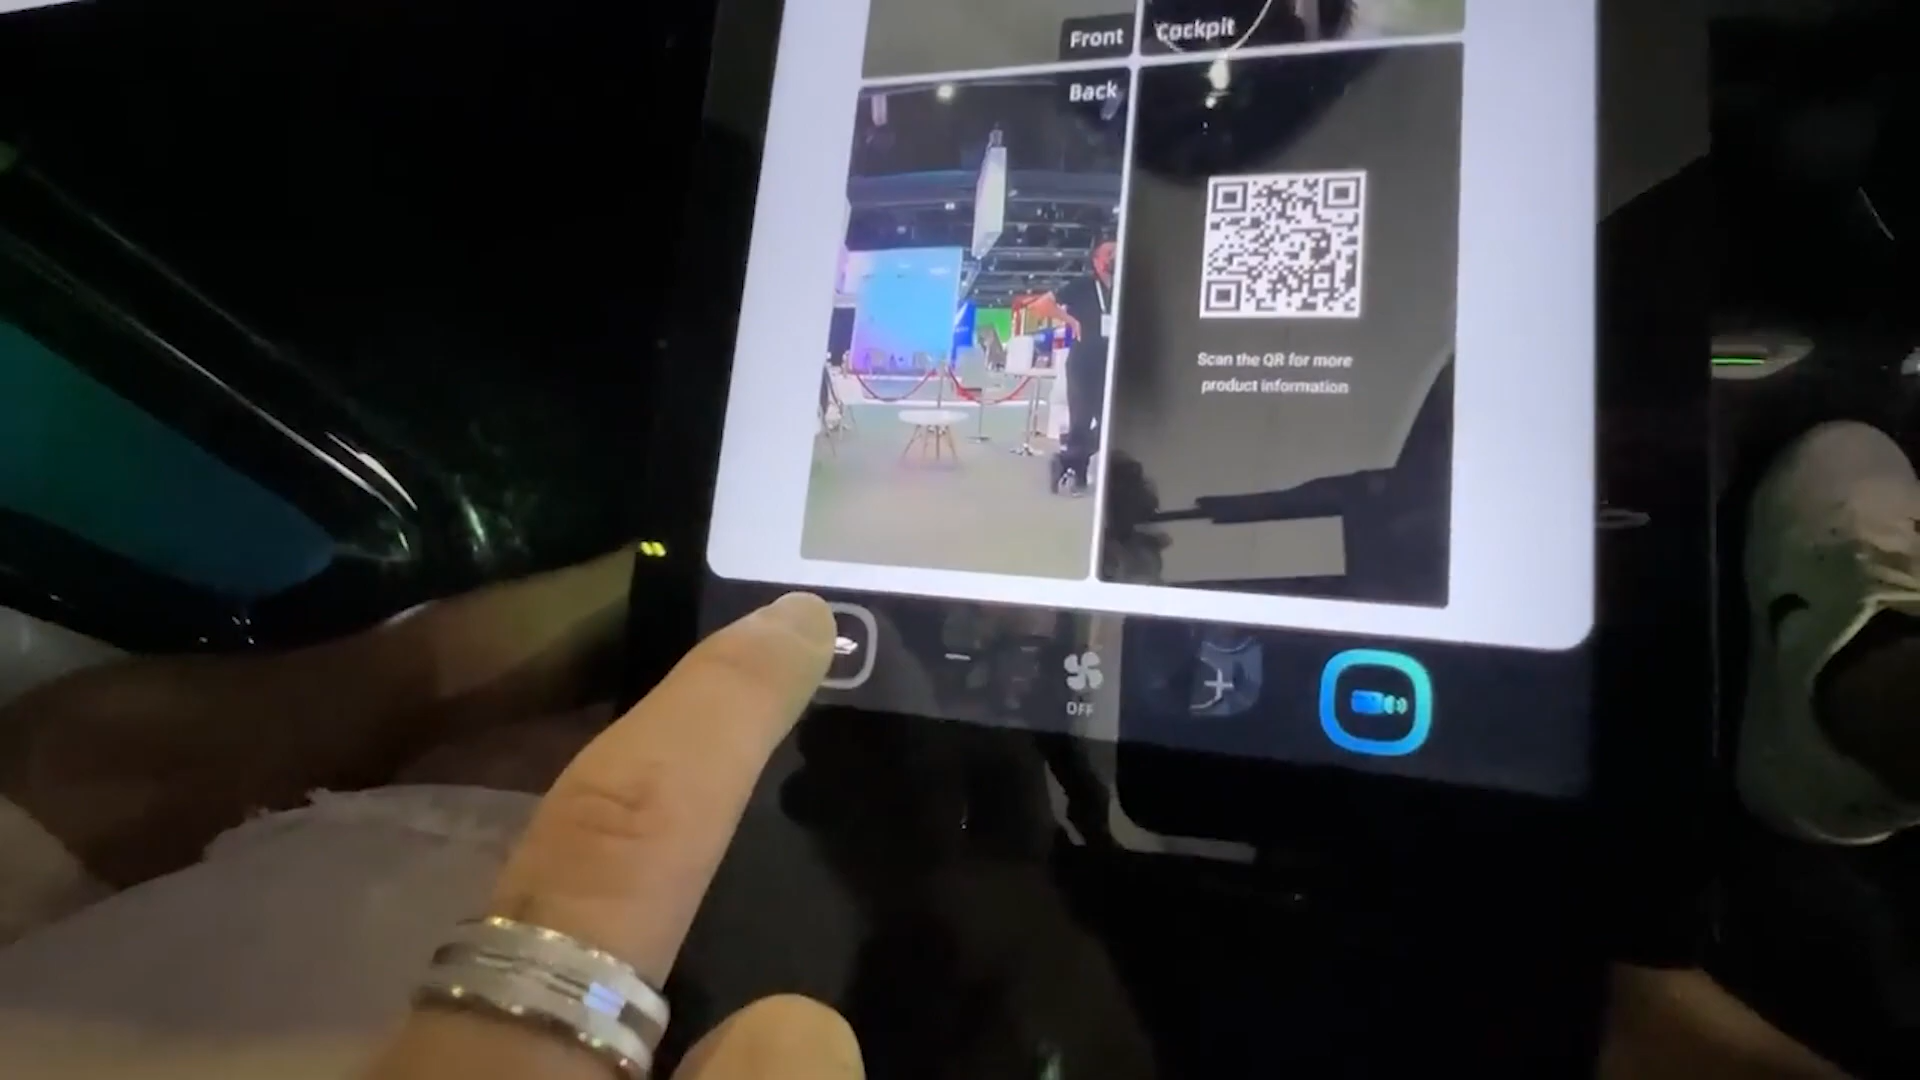 Front
Cockpit
Back
Scan the QR for more
product information
OFF